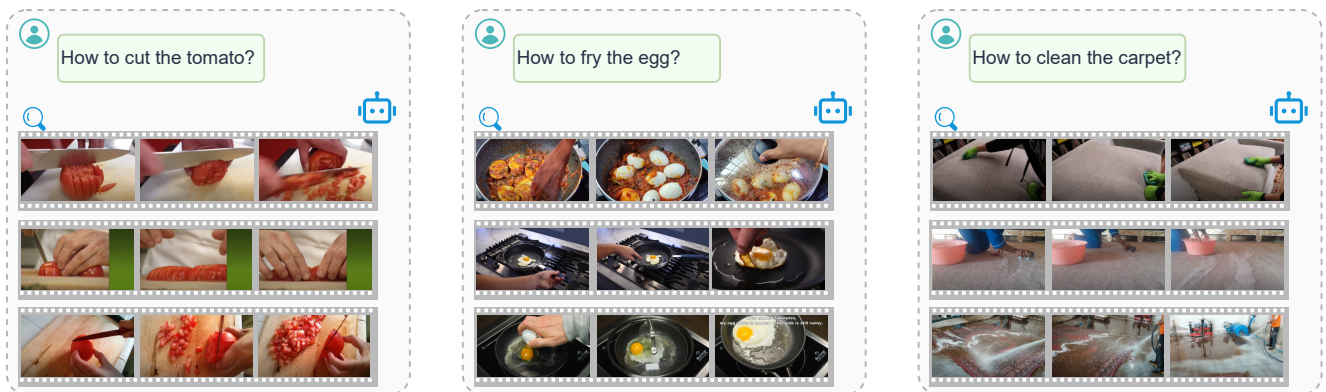 How to cut the tomato?
How to fry the egg?
How to clean the carpet?